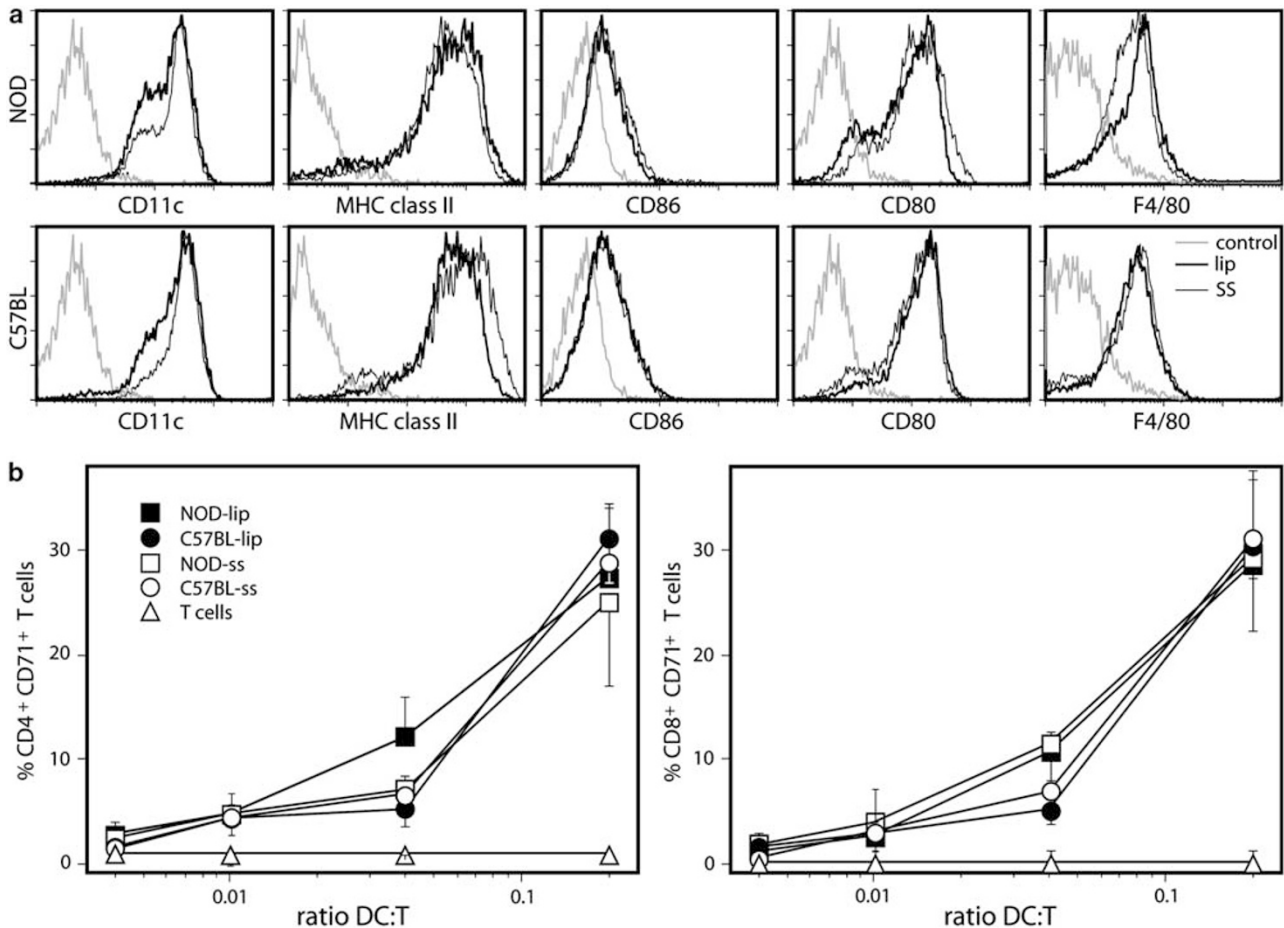 a
NOD
CD11c
MHC class II
CD86
CD80
F4/80
C57BL
control
lip
SS
CD11c
MHC class II
CD86
CD80
F4/80
b
% CD4⁺ CD71⁺ T cells
30
20
10
0
NOD-lip
C57BL-lip
NOD-ss
C57BL-ss
T cells
0.01
0.1
ratio DC:T
% CD8⁺ CD71⁺ T cells
30
20
10
0
0.01
0.1
ratio DC:T